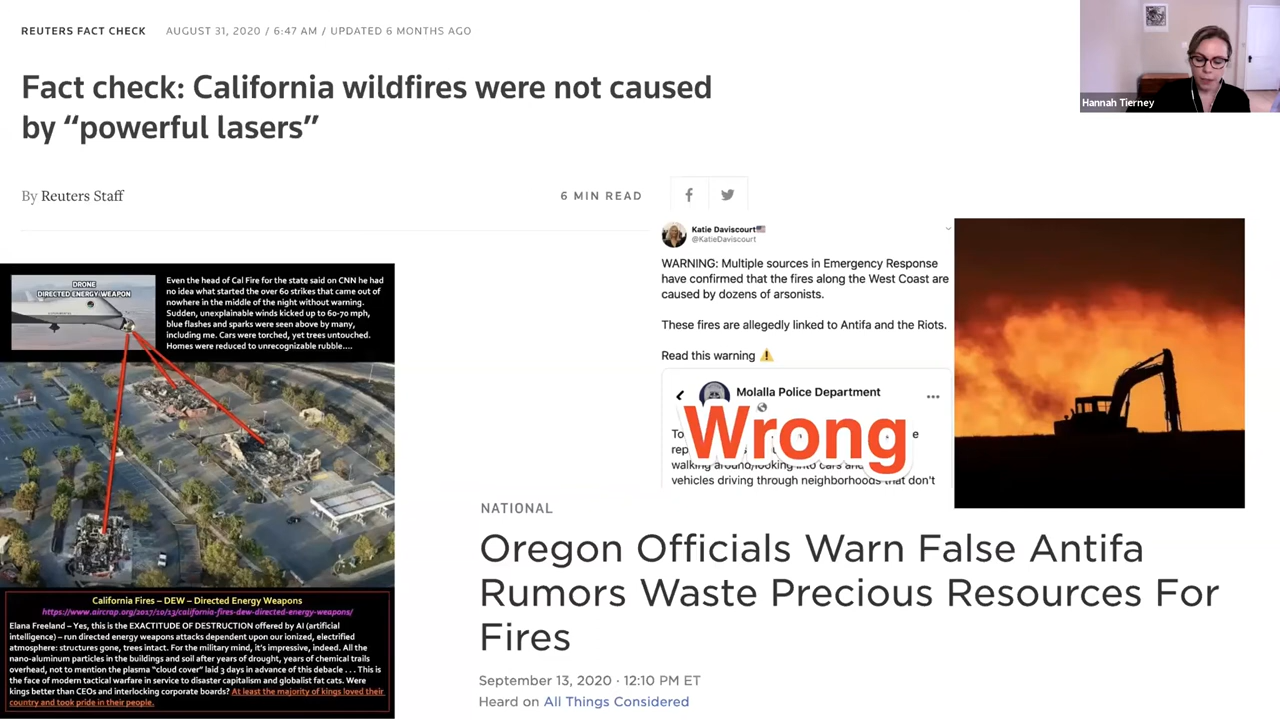 REUTERS FACT CHECK AUGUST 31, 2020 / 6:47 AM / UPDATED 6 MONTHS AGO
Fact check: California wildfires were not caused
by “powerful lasers”
By Reuters Staff
6 MIN READ
Hannah Tierney
DRONE
DIRECTED ENERGY WEAPON
Even the head of Cal Fire for the state said on CNN he had
no idea what started the over 60 strikes that came out of
nowhere in the middle of the night without warning.
Sudden, unexplainable winds kicked up to 60-70 mph,
blue flashes and sparks were seen above by many,
including me. Cars were torched, yet trees untouched.
Homes were reduced to unrecognizable rubble....
California Fires – DEW – Directed Energy Weapons
https://www.aircrap.org/2017/10/13/california-fires-dew-directed-energy-weapons/
Elana Freeland – Yes, this is the EXACTITUDE OF DESTRUCTION offered by AI (artificial
intelligence) – run directed energy weapons attacks dependent upon our ionized, electrified
atmosphere: structures gone, trees intact. For the military mind, it's impressive, indeed. All the
nano-aluminum particles in the buildings and soil after years of drought, years of chemical trails
overhead, not to mention the plasma “cloud cover” laid 3 days in advance of this debacle . . . This is
the face of modern tactical warfare in service to disaster capitalism and globalist fat cats. Were
kings better than CEOs and interlocking corporate boards? At least the majority of kings loved their
country and took pride in their people.
Katie Daviscourt
@KatieDaviscourt
WARNING: Multiple sources in Emergency Response
have confirmed that the fires along the West Coast are
caused by dozens of arsonists.
These fires are allegedly linked to Antifa and the Riots.
Read this warning ⚠️
Molalla Police Department
Wrong
To
rep
walking around/looking into cars and
vehicles driving through neighborhoods that don't
NATIONAL
Oregon Officials Warn False Antifa
Rumors Waste Precious Resources For
Fires
September 13, 2020 · 12:10 PM ET
Heard on All Things Considered